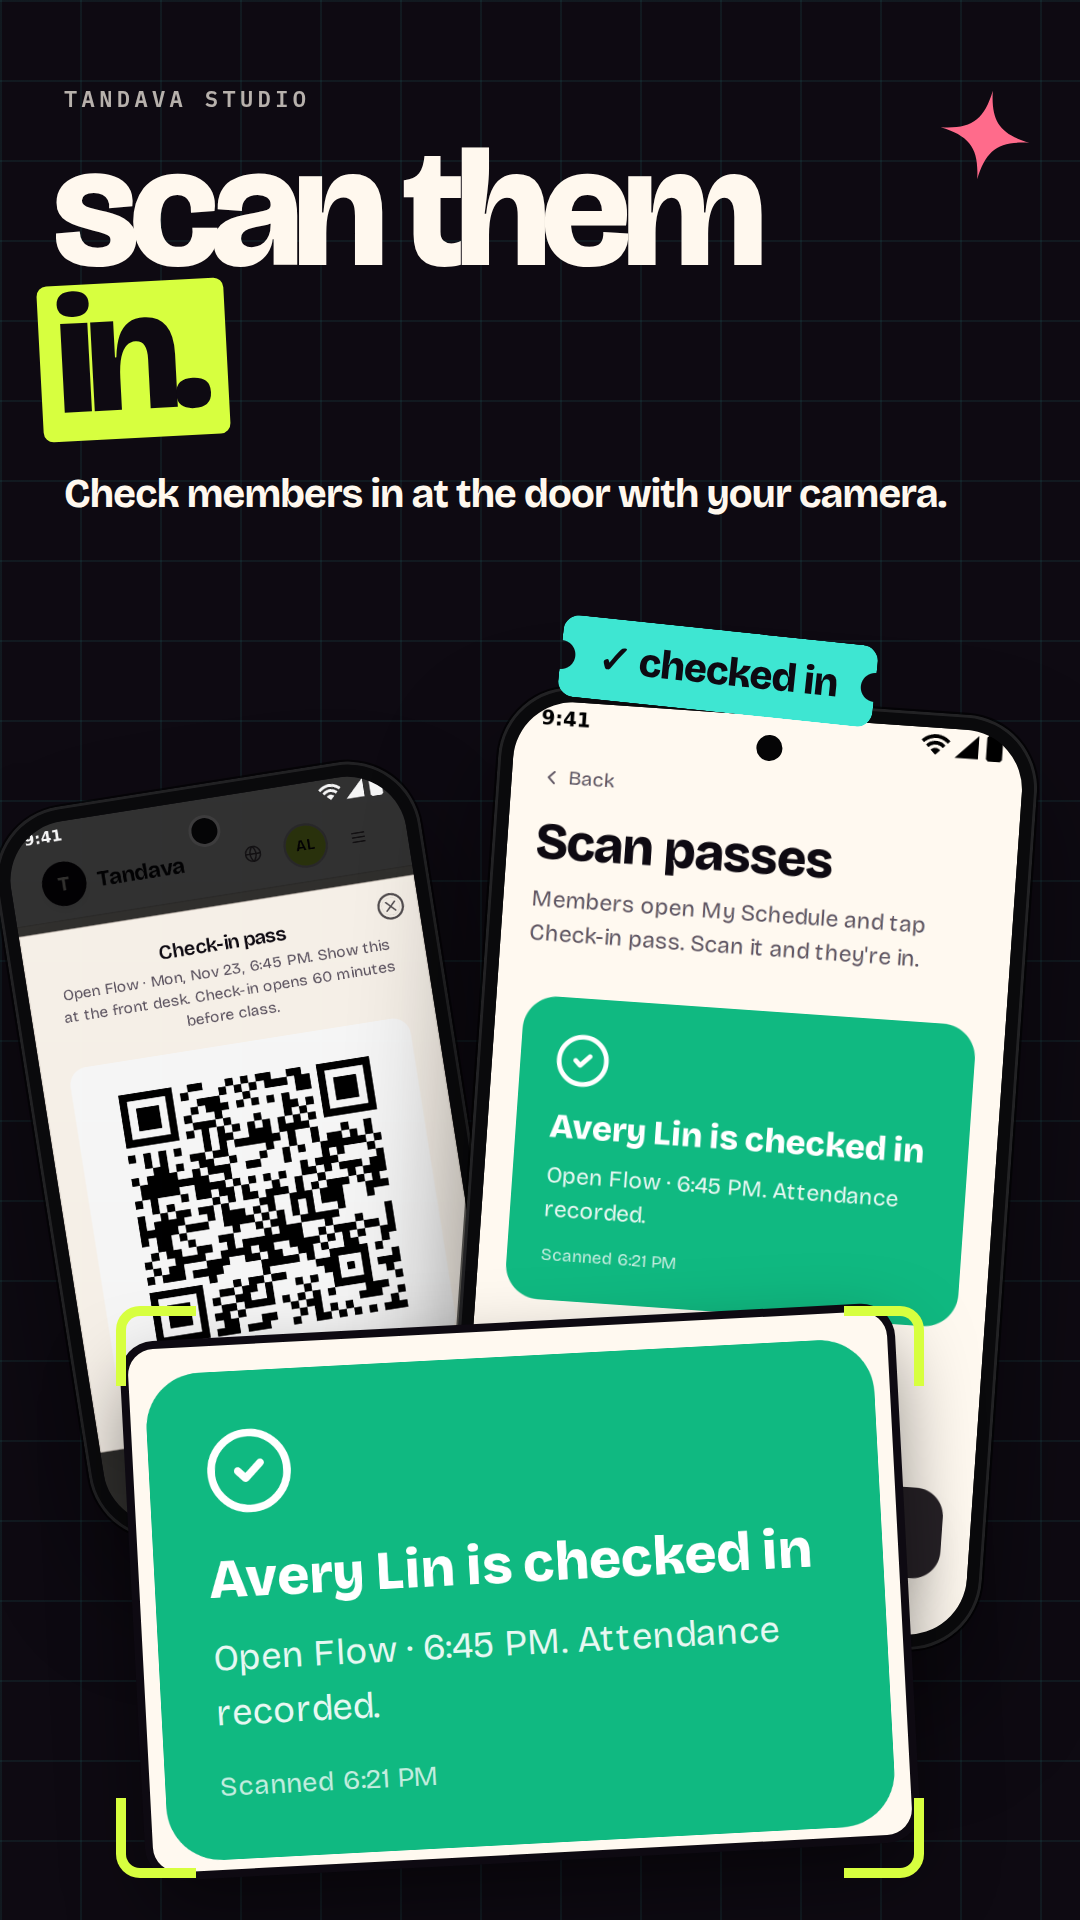 TANDAVA STUDIO
scan them
in.
Check members in at the door with your camera.
✓ checked in
9:41
Back
Scan passes
Members open My Schedule and tap
Check-in pass. Scan it and they're in.
Avery Lin is checked in
Open Flow · 6:45 PM. Attendance
recorded.
Scanned 6:21 PM
9:41
T Tandava AL
Check-in pass
Open Flow · Mon, Nov 23, 6:45 PM. Show this
at the front desk. Check-in opens 60 minutes
before class.
Avery Lin is checked in
Open Flow · 6:45 PM. Attendance
recorded.
Scanned 6:21 PM